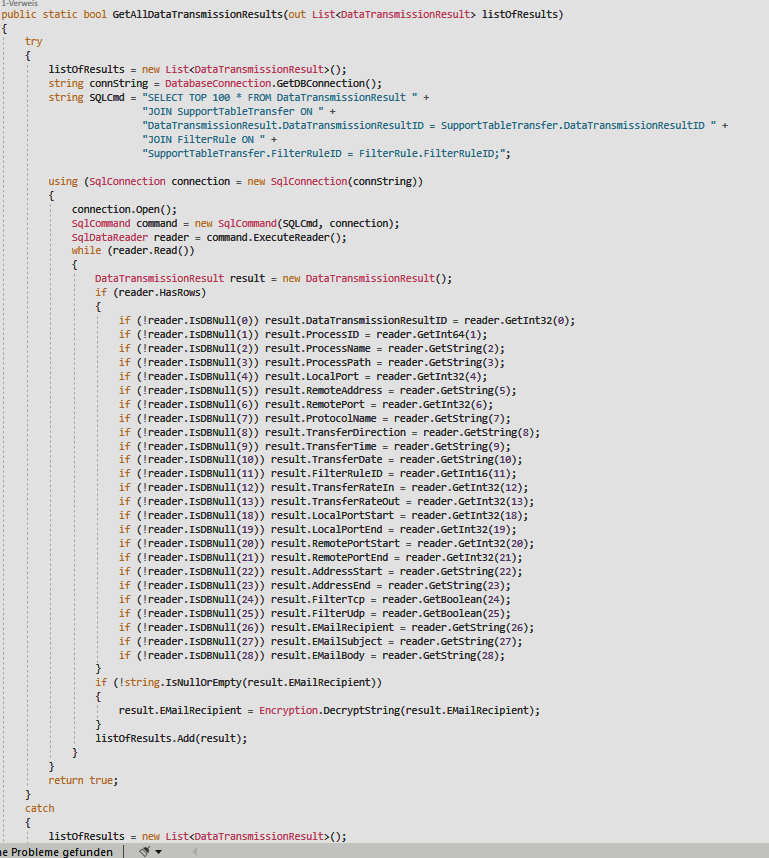 1-Verweis
public static bool GetAllDataTransmissionResults(out List<DataTransmissionResult> listOfResults)
{
try
{
listOfResults = new List<DataTransmissionResult>();
string connString = DatabaseConnection.GetDBConnection();
string SQLCmd = "SELECT TOP 100 * FROM DataTransmissionResult " +
"JOIN SupportTableTransfer ON " +
"DataTransmissionResult.DataTransmissionResultID = SupportTableTransfer.DataTransmissionResultID " +
"JOIN FilterRule ON " +
"SupportTableTransfer.FilterRuleID = FilterRule.FilterRuleID;";
using (SqlConnection connection = new SqlConnection(connString))
{
connection.Open();
SqlCommand command = new SqlCommand(SQLCmd, connection);
SqlDataReader reader = command.ExecuteReader();
while (reader.Read())
{
DataTransmissionResult result = new DataTransmissionResult();
if (reader.HasRows)
{
if (!reader.IsDBNull(0)) result.DataTransmissionResultID = reader.GetInt32(0);
if (!reader.IsDBNull(1)) result.ProcessID = reader.GetInt64(1);
if (!reader.IsDBNull(2)) result.ProcessName = reader.GetString(2);
if (!reader.IsDBNull(3)) result.ProcessPath = reader.GetString(3);
if (!reader.IsDBNull(4)) result.LocalPort = reader.GetInt32(4);
if (!reader.IsDBNull(5)) result.RemoteAddress = reader.GetString(5);
if (!reader.IsDBNull(6)) result.RemotePort = reader.GetInt32(6);
if (!reader.IsDBNull(7)) result.ProtocolName = reader.GetString(7);
if (!reader.IsDBNull(8)) result.TransferDirection = reader.GetString(8);
if (!reader.IsDBNull(9)) result.TransferTime = reader.GetString(9);
if (!reader.IsDBNull(10)) result.TransferDate = reader.GetString(10);
if (!reader.IsDBNull(11)) result.FilterRuleID = reader.GetInt16(11);
if (!reader.IsDBNull(12)) result.TransferRateIn = reader.GetInt32(12);
if (!reader.IsDBNull(13)) result.TransferRateOut = reader.GetInt32(13);
if (!reader.IsDBNull(18)) result.LocalPortStart = reader.GetInt32(18);
if (!reader.IsDBNull(19)) result.LocalPortEnd = reader.GetInt32(19);
if (!reader.IsDBNull(20)) result.RemotePortStart = reader.GetInt32(20);
if (!reader.IsDBNull(21)) result.RemotePortEnd = reader.GetInt32(21);
if (!reader.IsDBNull(22)) result.AddressStart = reader.GetString(22);
if (!reader.IsDBNull(23)) result.AddressEnd = reader.GetString(23);
if (!reader.IsDBNull(24)) result.FilterTcp = reader.GetBoolean(24);
if (!reader.IsDBNull(25)) result.FilterUdp = reader.GetBoolean(25);
if (!reader.IsDBNull(26)) result.EMailRecipient = reader.GetString(26);
if (!reader.IsDBNull(27)) result.EMailSubject = reader.GetString(27);
if (!reader.IsDBNull(28)) result.EMailBody = reader.GetString(28);
}
if (!string.IsNullOrEmpty(result.EMailRecipient))
{
result.EMailRecipient = Encryption.DecryptString(result.EMailRecipient);
}
listOfResults.Add(result);
}
}
return true;
}
catch
{
listOfResults = new List<DataTransmissionResult>();
ne Probleme gefunden